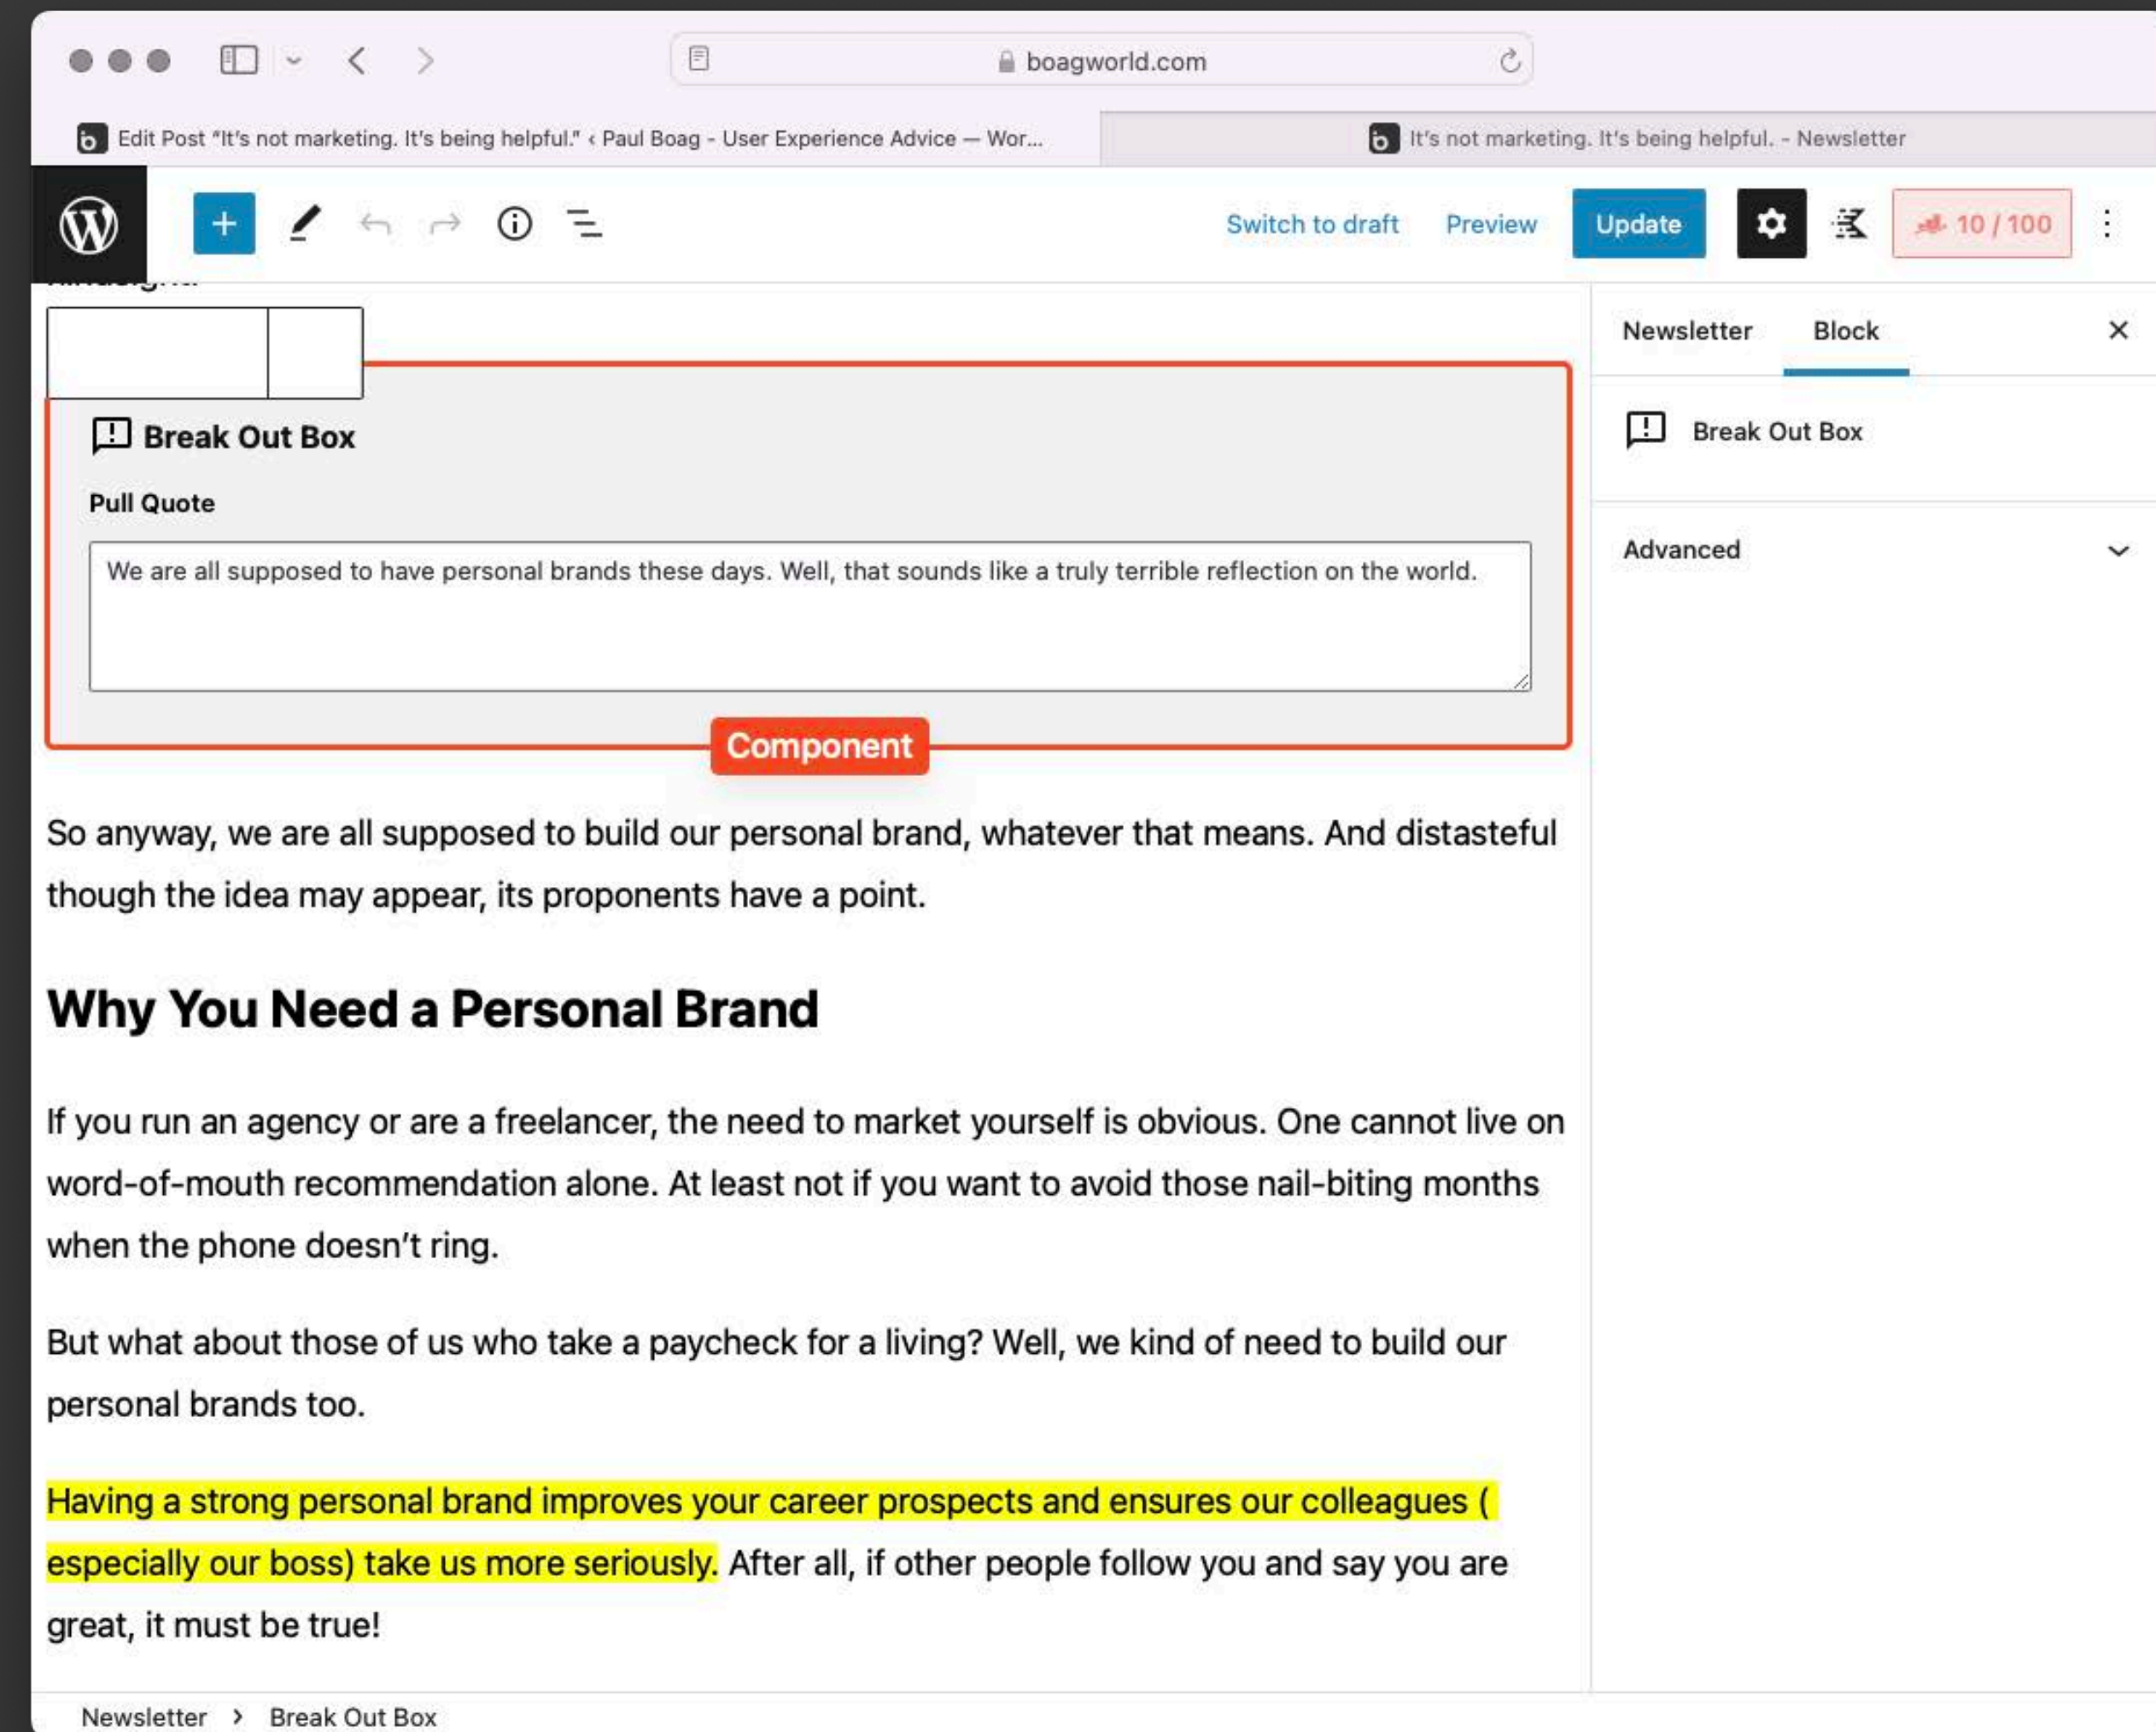 boagworld.com
Edit Post “It’s not marketing. It’s being helpful.” ‹ Paul Boag - User Experience Advice — Wor...
It’s not marketing. It’s being helpful. - Newsletter
Switch to draft
Preview
Update
10 / 100
Newsletter
Block
Break Out Box
Pull Quote
We are all supposed to have personal brands these days. Well, that sounds like a truly terrible reflection on the world.
Component
Break Out Box
Advanced
So anyway, we are all supposed to build our personal brand, whatever that means. And distasteful
though the idea may appear, its proponents have a point.
Why You Need a Personal Brand
If you run an agency or are a freelancer, the need to market yourself is obvious. One cannot live on
word-of-mouth recommendation alone. At least not if you want to avoid those nail-biting months
when the phone doesn’t ring.
But what about those of us who take a paycheck for a living? Well, we kind of need to build our
personal brands too.
Having a strong personal brand improves your career prospects and ensures our colleagues (
especially our boss) take us more seriously. After all, if other people follow you and say you are
great, it must be true!
Newsletter > Break Out Box